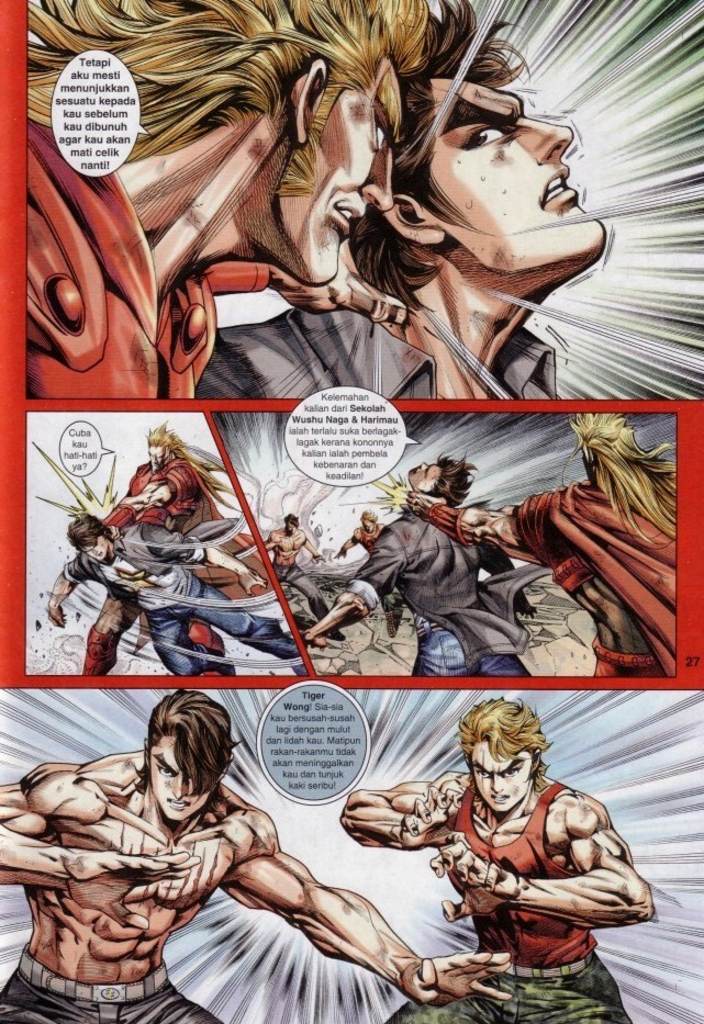 Tetapi
aku mesti
menunjukkan
sesuatu kepada
kau sebelum
kau dibunuh
agar kau akan
mati celik
nanti!
Cuba
kau
hati-hati
ya?
Kelemahan
kalian dari Sekolah
Wushu Naga & Harimau
ialah terlalu suka berlagak-
lagak kerana kononnya
kalian ialah pembela
kebenaran dan
keadilan!
27
Tiger
Wong! Sia-sia
kau bersusah-susah
lagi dengan mulut
dan lidah kau. Matipun
rakan-rakanmu tidak
akan meninggalkan
kau dan tunjuk
kaki seribu!